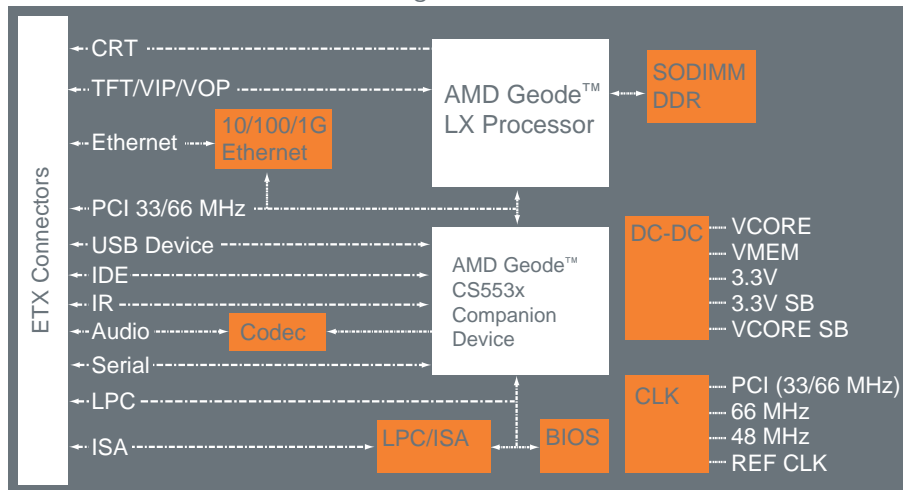 ETX Connectors
CRT
TFT/VIP/VOP
Ethernet
10/100/1G
Ethernet
PCI 33/66 MHz
USB Device
IDE
IR
Audio
Codec
Serial
LPC
ISA
LPC/ISA
BIOS
AMD Geode™
LX Processor
SODIMM
DDR
AMD Geode™
CS553x
Companion
Device
DC-DC
VCORE
VMEM
3.3V
3.3V SB
VCORE SB
CLK
PCI (33/66 MHz)
66 MHz
48 MHz
REF CLK